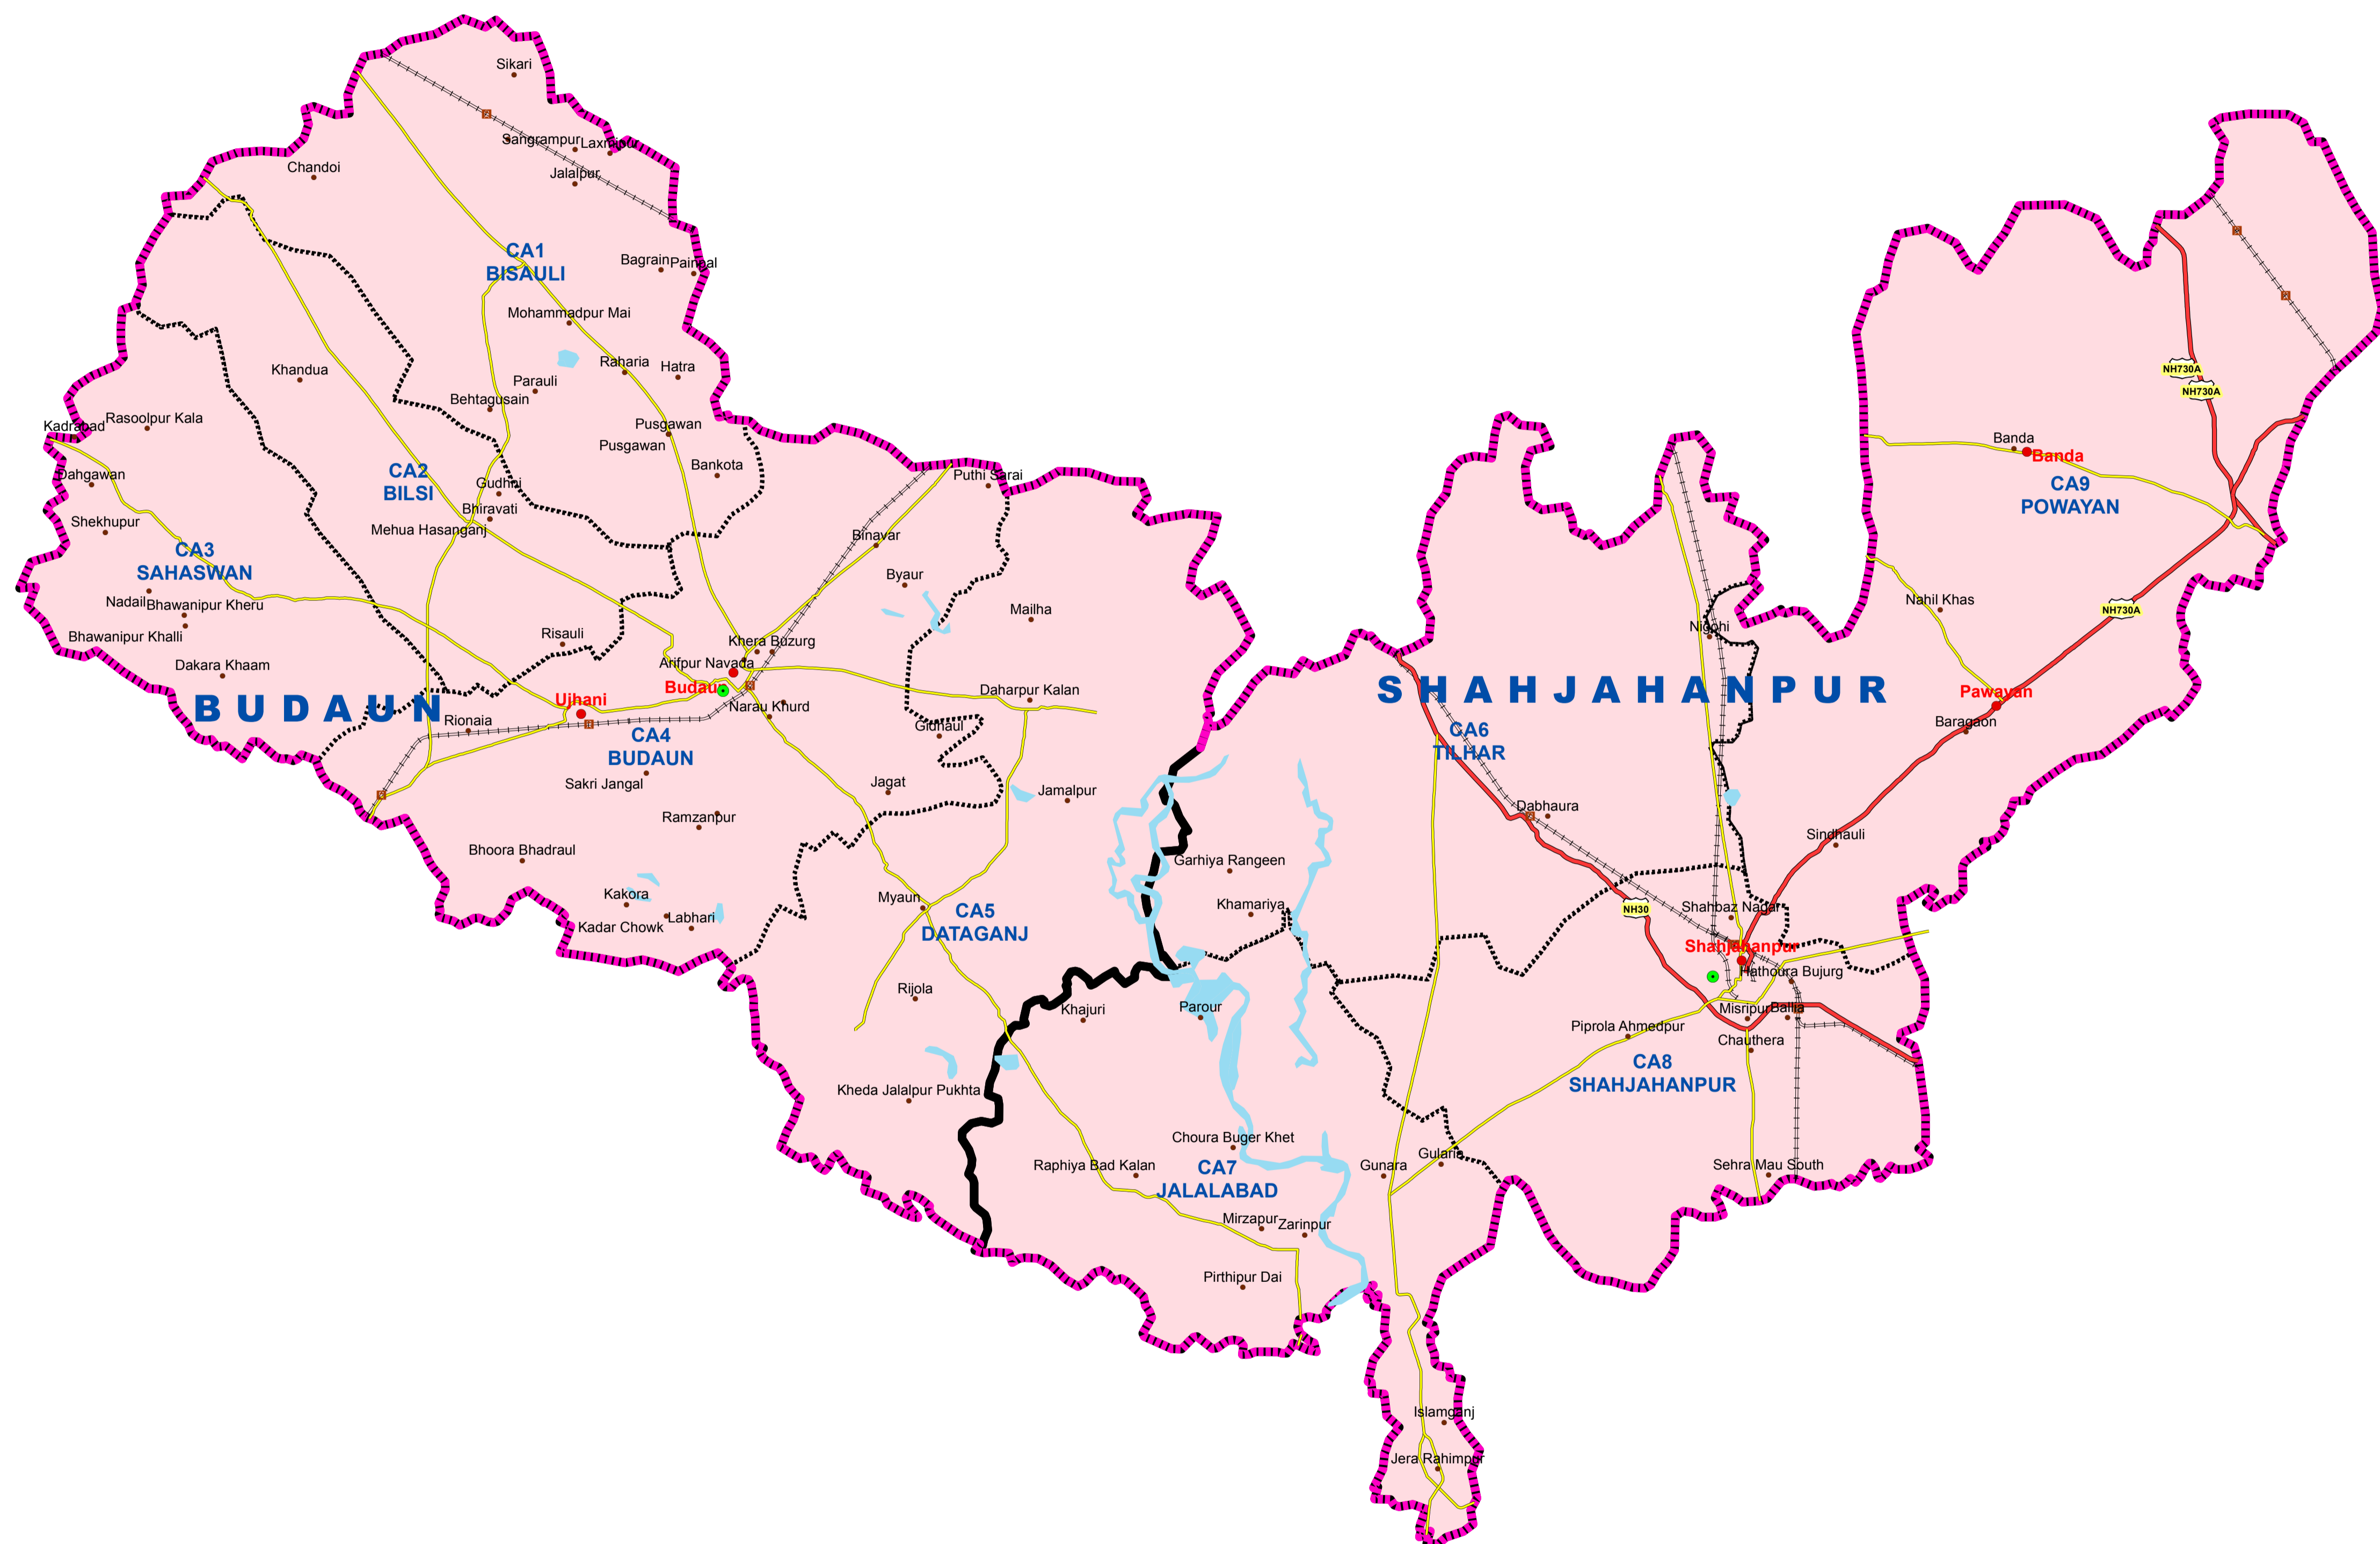 Sikari
Sangrampur
Laxmipur
Chandoi
Jalalpur
CA1
BISAULI
Bagrain
Painpal
Mohammadpur Mai
Khandua
Raharia
Hatra
Parauli
Behtagusain
Kadrabad
Rasoolpur Kala
Pusgawan
Pusgawan
Bankota
Dahgawan
CA2
BILSI
Gudhni
Puthi Sarai
Bhiravati
Shekhupur
Mehua Hasanganj
Binavar
CA3
SAHASWAN
Byaur
Nadail
Bhawanipur Kheru
Mailha
Bhawanipur Khalli
Risauli
Khera Buzurg
Dakara Khaam
Arifpur Navada
Budaun
Daharpur Kalan
BUDAUN
Ujhani
Narau Khurd
Rionaia
Gidhaul
CA4
BUDAUN
Sakri Jangal
Jagat
Jamalpur
Ramzanpur
Bhoora Bhadraul
Kakora
Labhari
Kadar Chowk
Myaun
CA5
DATAGANJ
Rijola
Kheda Jalalpur Pukhta
NH730A
NH730A
Banda
Banda
CA9
POWAYAN
Nahil Khas
NH730A
Nigohi
SHAHJAHANPUR
Pawayan
Baragaon
CA6
TILHAR
Dabhaura
Sindhauli
Garhiya Rangeen
Khamariya
NH30
Shahbaz Nagar
Shahjahanpur
Hathoura Bujurg
Khajuri
Parour
Misripur
Ballia
Piprola Ahmedpur
Chauthera
CA8
SHAHJAHANPUR
Choura Buger Khet
Raphiya Bad Kalan
CA7
JALALABAD
Gunara
Gularia
Sehra Mau South
Mirzapur
Zarinpur
Pirthipur Dai
Islamganj
Jera Rahimpur